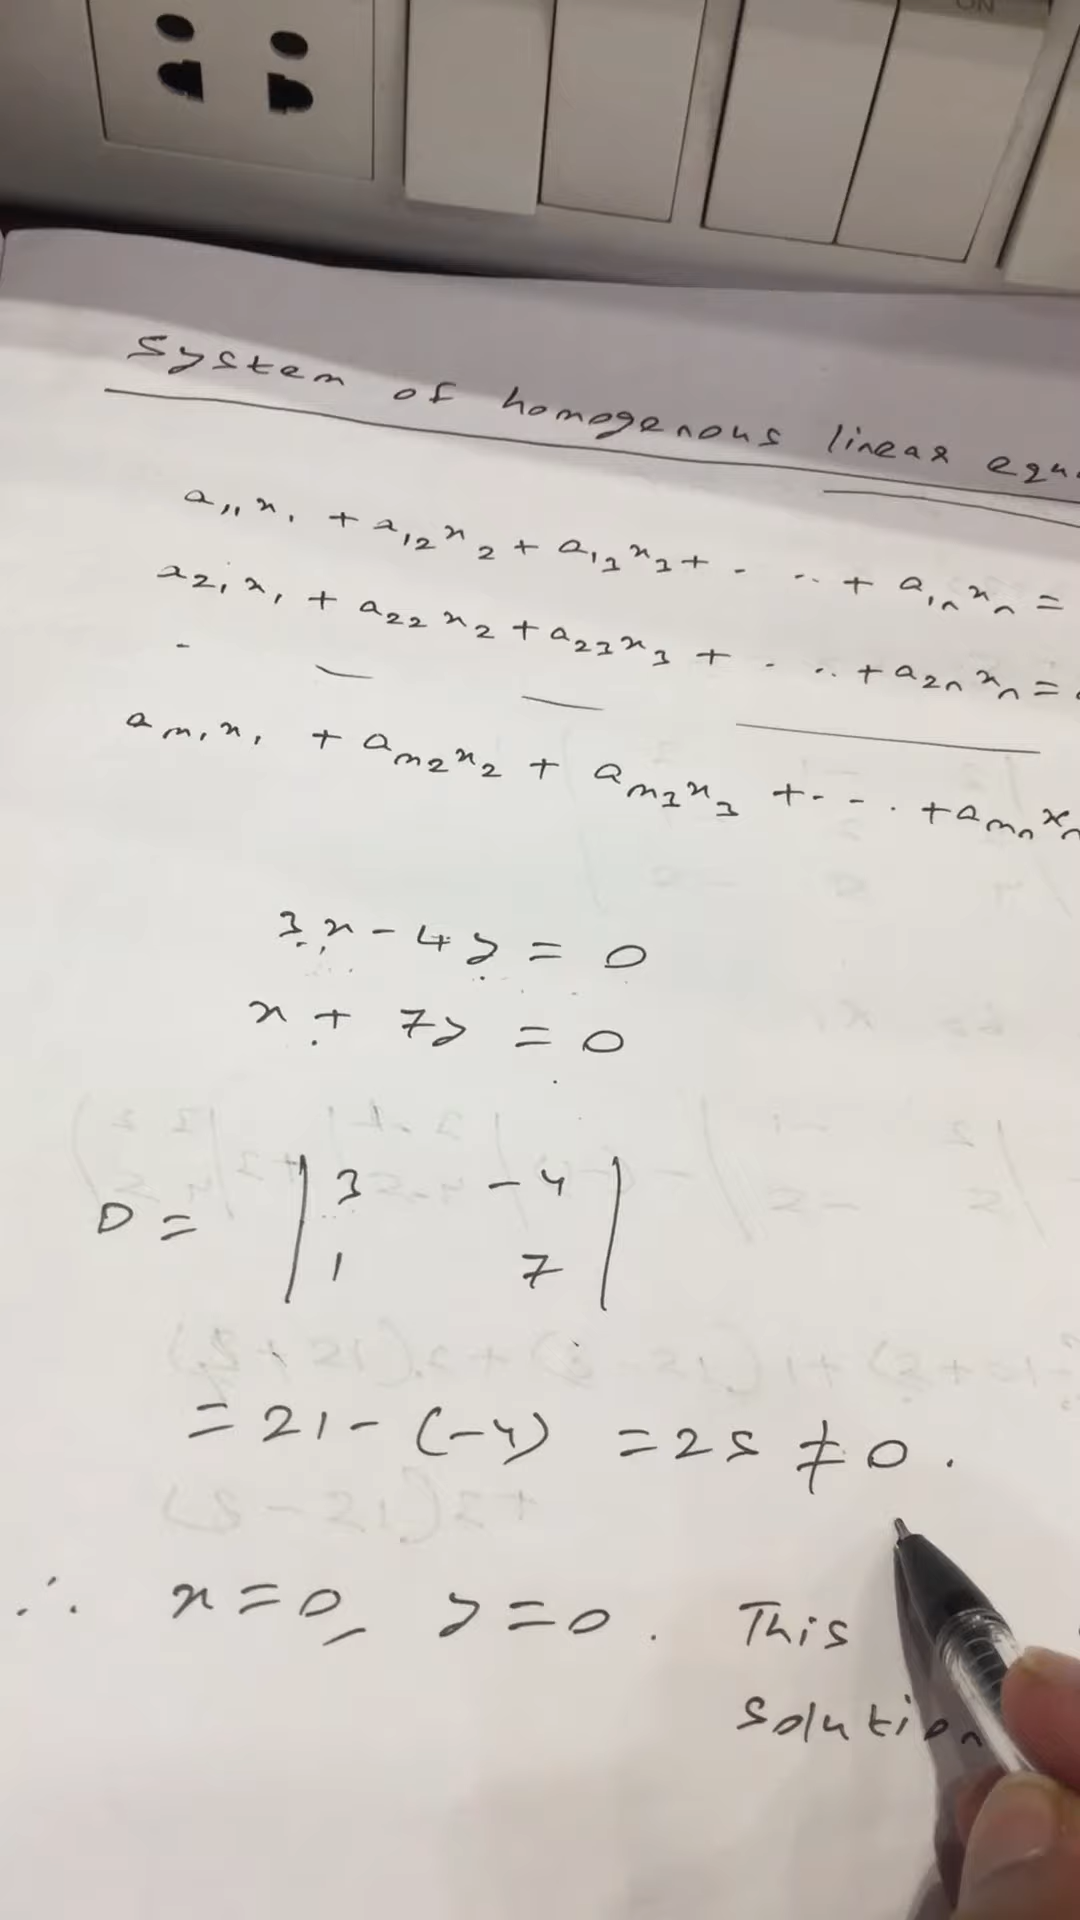 ON
System of homogenous linear equ
a₁₁x₁ + a₁₂x₂ + a₁₃x₃ + . .. + a₁ₙxₙ =
a₂₁x₁ + a₂₂x₂ + a₂₃x₃ + . .. + a₂ₙxₙ =
aₘ₁x₁ + aₘ₂x₂ + aₘ₃x₃ + - - . + aₘₙxₙ
3x - 4y = 0
x + 7y = 0
D = | 3 -4 |
| 1 7 |
= 21 - (-4) = 25 ≠ 0 .
∴ x = 0, y = 0 . This
solution